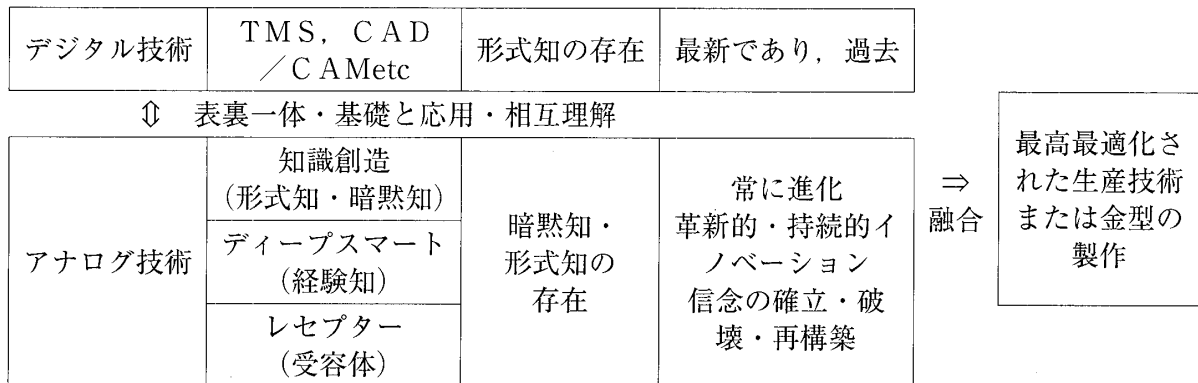 デジタル技術
TMS，CAD
／CAMetc
形式知の存在
最新であり，過去
⇕ 表裏一体・基礎と応用・相互理解
アナログ技術
知識創造
(形式知・暗黙知)
ディープスマート
(経験知)
レセプター
(受容体)
暗黙知・
形式知の
存在
常に進化
革新的・持続的イ
ノベーション
信念の確立・破
壊・再構築
⇒
融合
最高最適化さ
れた生産技術
または金型の
製作